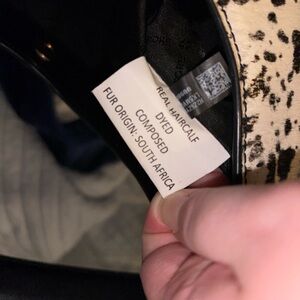 REAL HAIRCALF
DYED
COMPOSED
FUR ORIGIN: SOUTH AFRICA